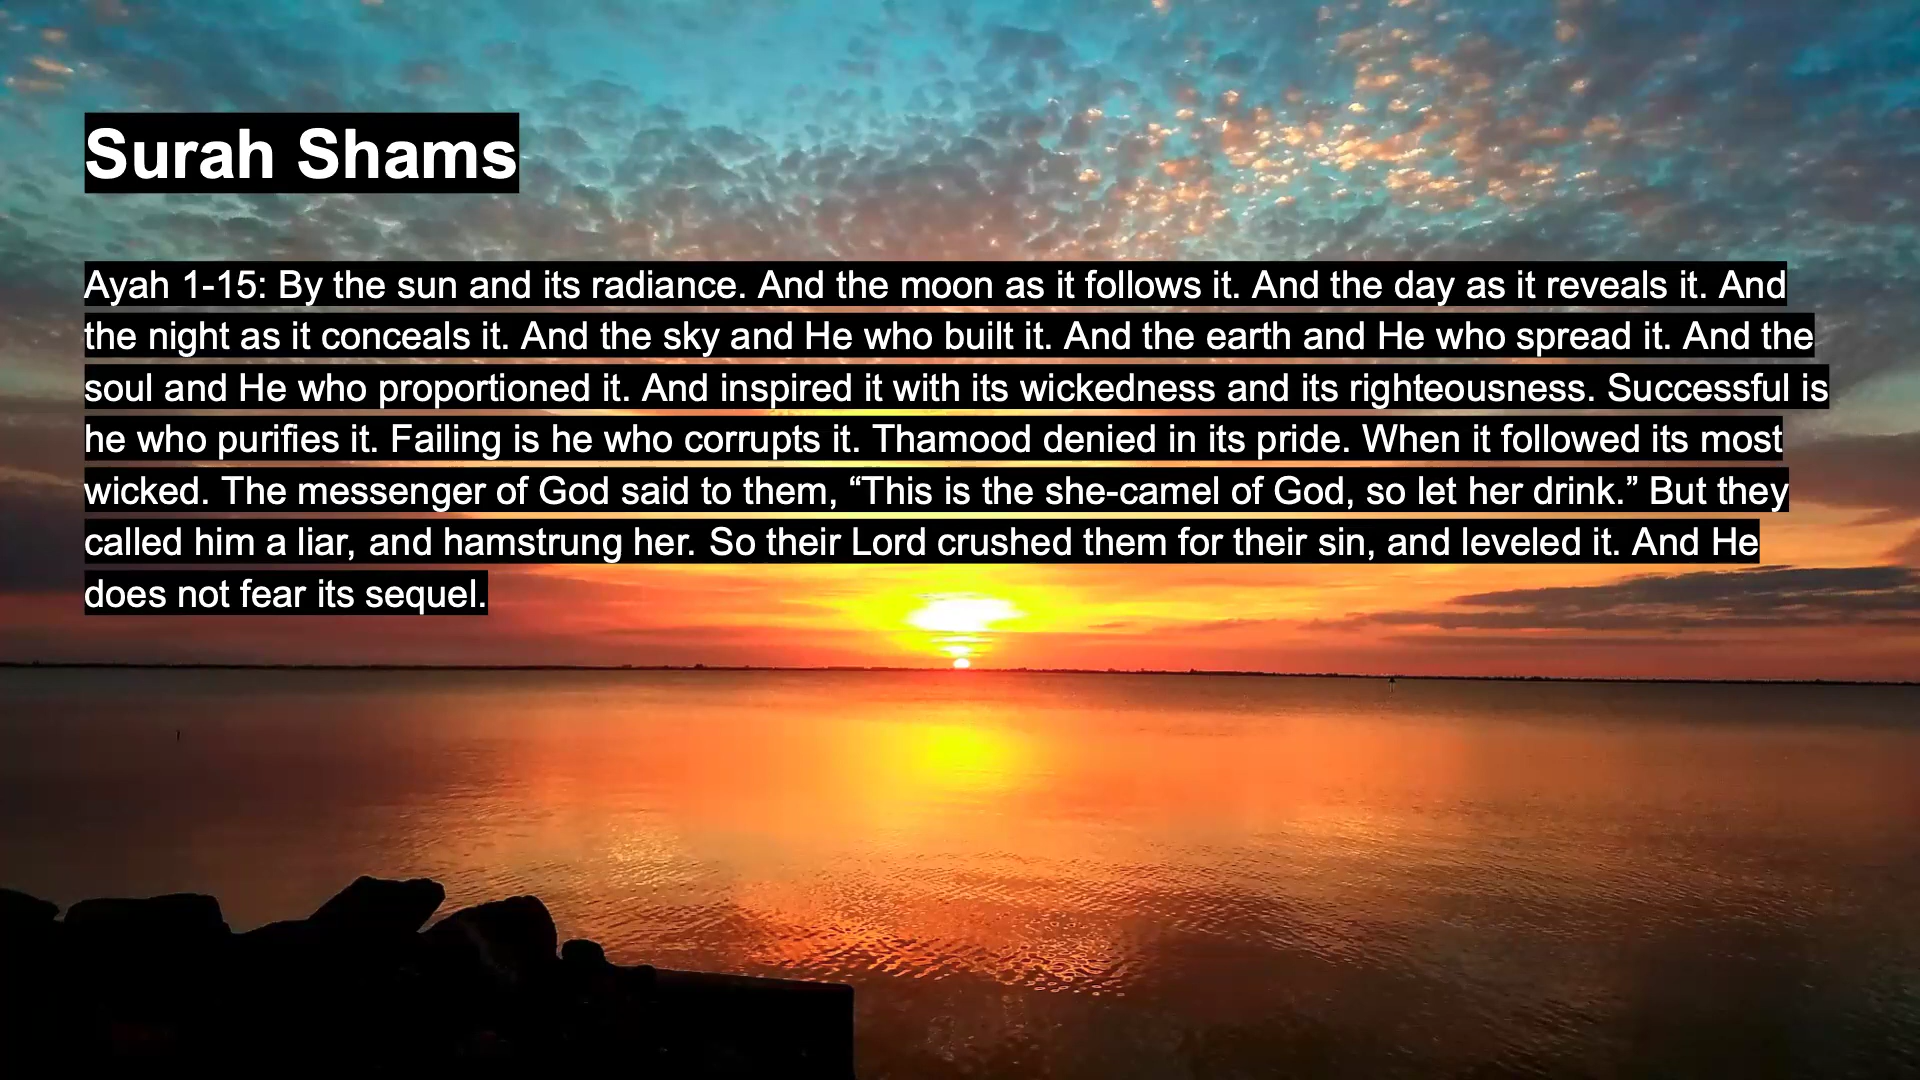 Surah Shams
Ayah 1-15: By the sun and its radiance. And the moon as it follows it. And the day as it reveals it. And
the night as it conceals it. And the sky and He who built it. And the earth and He who spread it. And the
soul and He who proportioned it. And inspired it with its wickedness and its righteousness. Successful is
he who purifies it. Failing is he who corrupts it. Thamood denied in its pride. When it followed its most
wicked. The messenger of God said to them, “This is the she-camel of God, so let her drink.” But they
called him a liar, and hamstrung her. So their Lord crushed them for their sin, and leveled it. And He
does not fear its sequel.